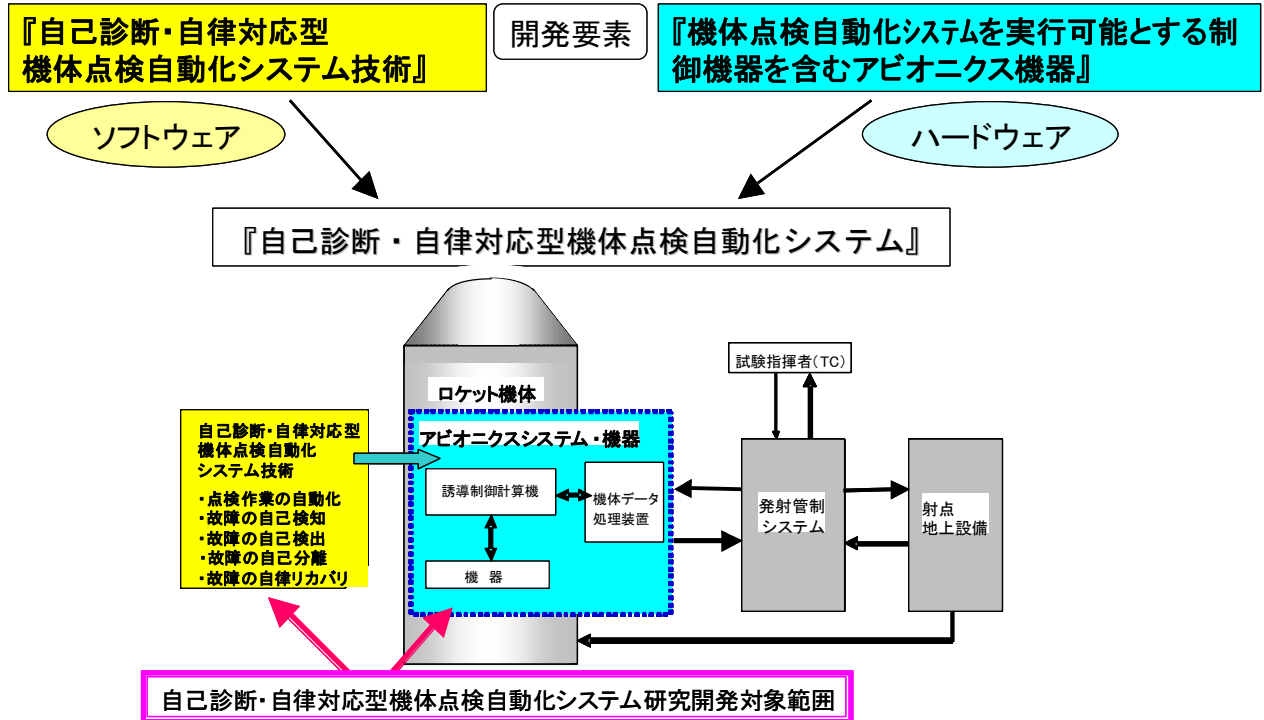 『自己診断・自律対応型
機体点検自動化システム技術』
開発要素
『機体点検自動化システムを実行可能とする制
御機器を含むアビオニクス機器』
ソフトウェア
ハードウェア
『自己診断・自律対応型機体点検自動化システム』
試験指揮者(TC)
ロケット機体
自己診断・自律対応型
機体点検自動化
システム技術
・点検作業の自動化
・故障の自己検知
・故障の自己検出
・故障の自己分離
・故障の自律リカバリ
アビオニクスシステム・機器
誘導制御計算機
機体データ
処理装置
機 器
発射管制
システム
射点
地上設備
自己診断・自律対応型機体点検自動化システム研究開発対象範囲